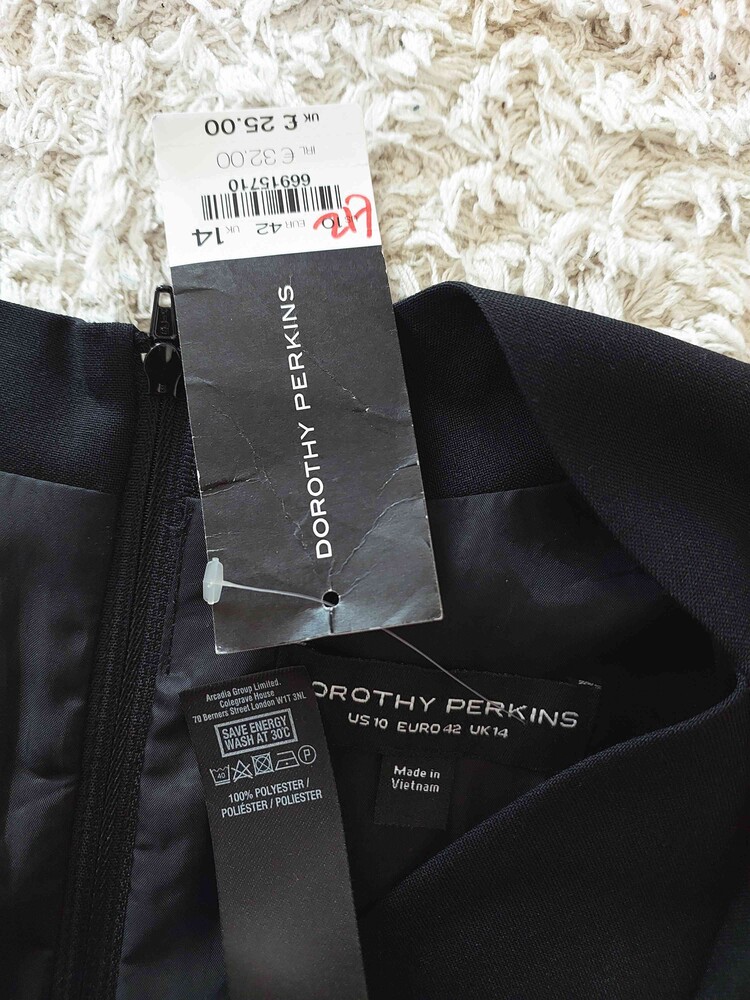 UK £ 25.00
IRL € 32.00
66915710
10 EUR 42 UK 14
DOROTHY PERKINS
Arcadia Group Limited.
Colegrave House
70 Berners Street London W1T 3NL
SAVE ENERGY
WASH AT 30°C
40
P
100% POLYESTER /
POLIÉSTER / POLIESTER
OROTHY PERKINS
US 10 EURO 42 UK 14
Made in
Vietnam